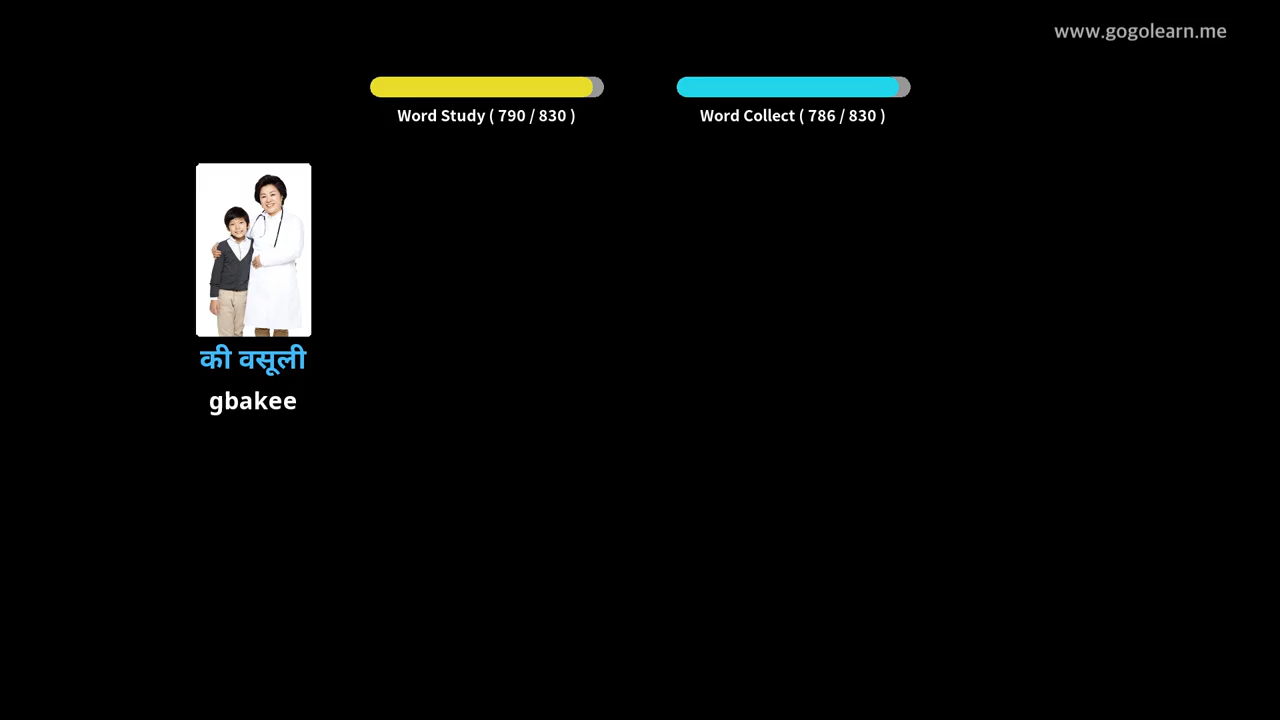 www.gogolearn.me
Word Study ( 790 / 830 )
Word Collect ( 786 / 830 )
की वसूली
gbakee